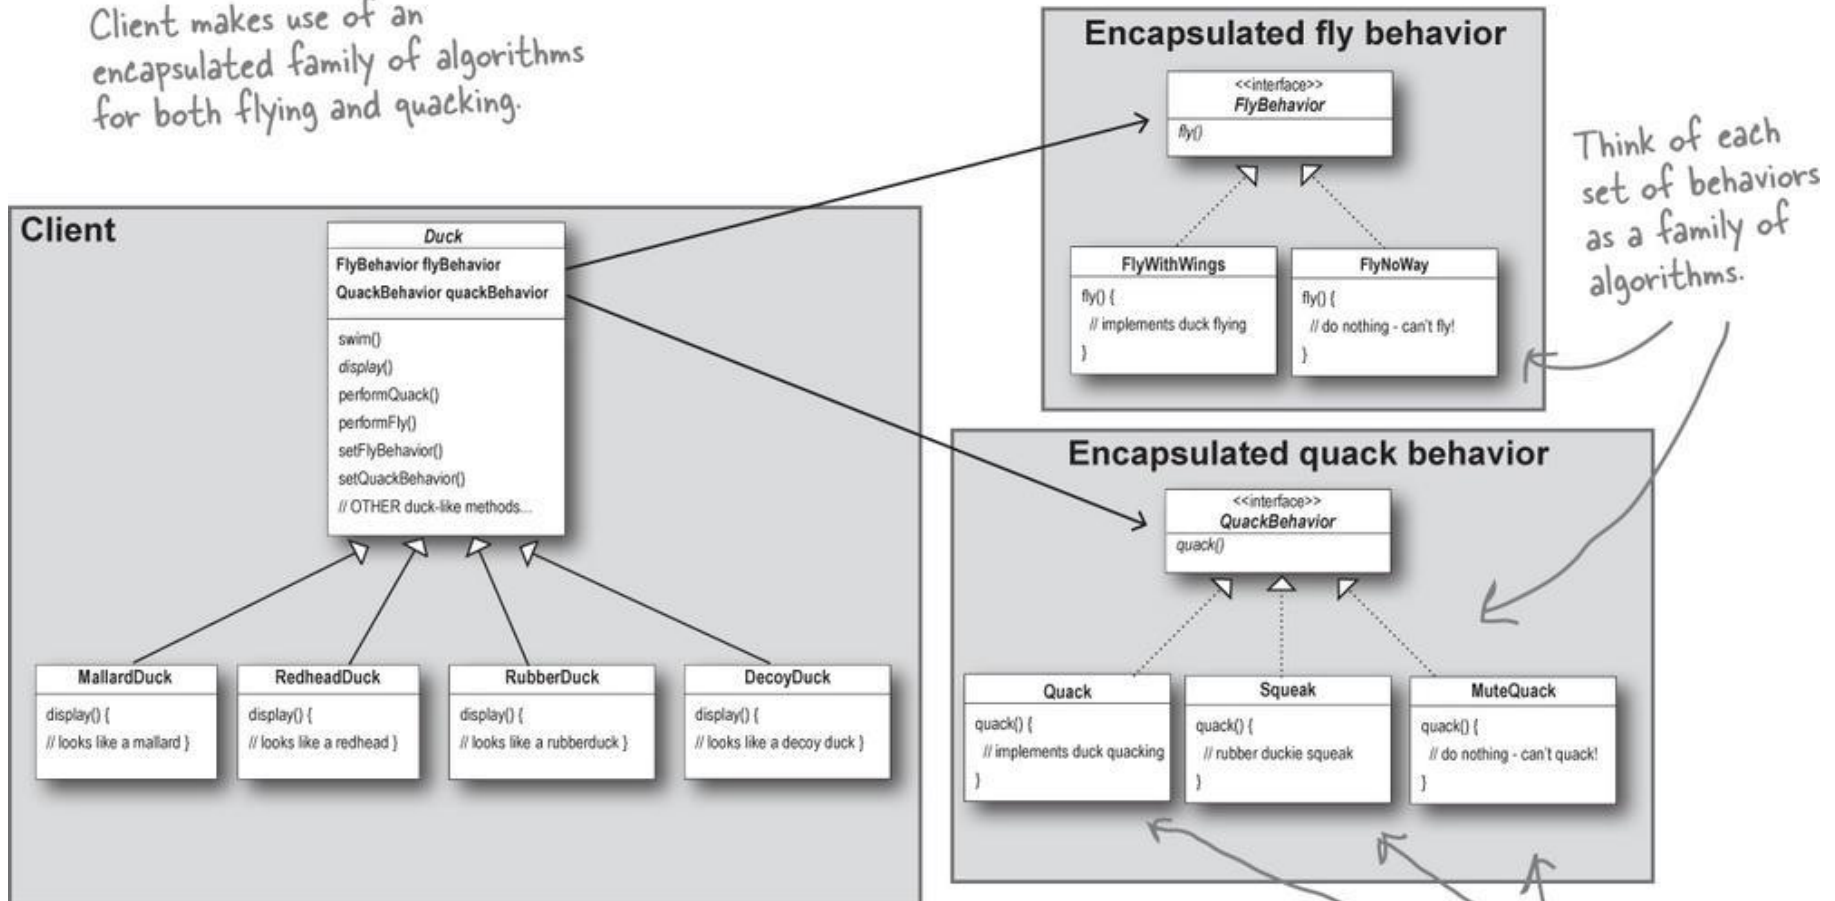 Client makes use of an
encapsulated family of algorithms
for both flying and quacking.
Encapsulated fly behavior
<<interface>>
FlyBehavior
fly()
FlyWithWings
fly() {
// implements duck flying
}
FlyNoWay
fly() {
// do nothing - can't fly!
}
Think of each
set of behaviors
as a family of
algorithms.
Client
Duck
FlyBehavior flyBehavior
QuackBehavior quackBehavior
swim()
display()
performQuack()
performFly()
setFlyBehavior()
setQuackBehavior()
// OTHER duck-like methods...
MallardDuck
display() {
// looks like a mallard }
RedheadDuck
display() {
// looks like a redhead }
RubberDuck
display() {
// looks like a rubberduck }
DecoyDuck
display() {
// looks like a decoy duck }
Encapsulated quack behavior
<<interface>>
QuackBehavior
quack()
Quack
quack() {
// implements duck quacking
}
Squeak
quack() {
// rubber duckie squeak
}
MuteQuack
quack() {
// do nothing - can't quack!
}